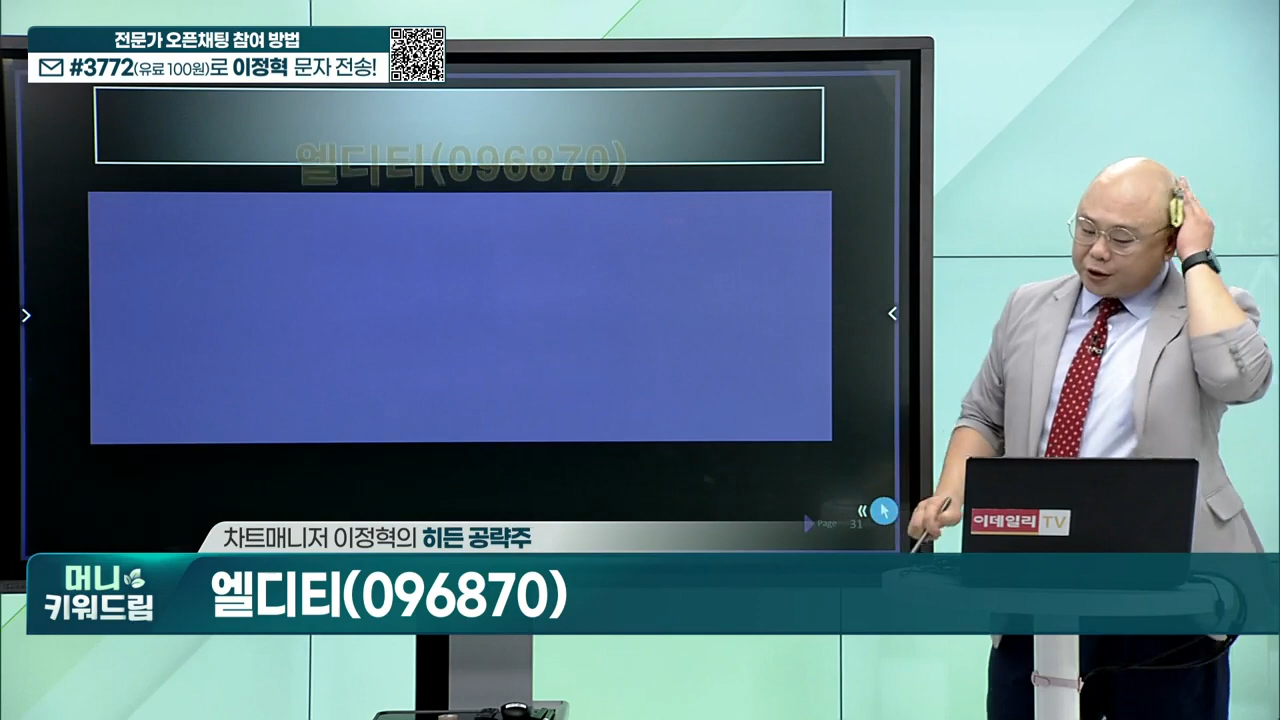 전문가 오픈채팅 참여 방법
#3772(유료 100원)로 이정혁 문자 전송!
엘디티(096870)
Page 31
이데일리TV
차트매니저 이정혁의 히든 공략주
머니
키워드림
엘디티(096870)